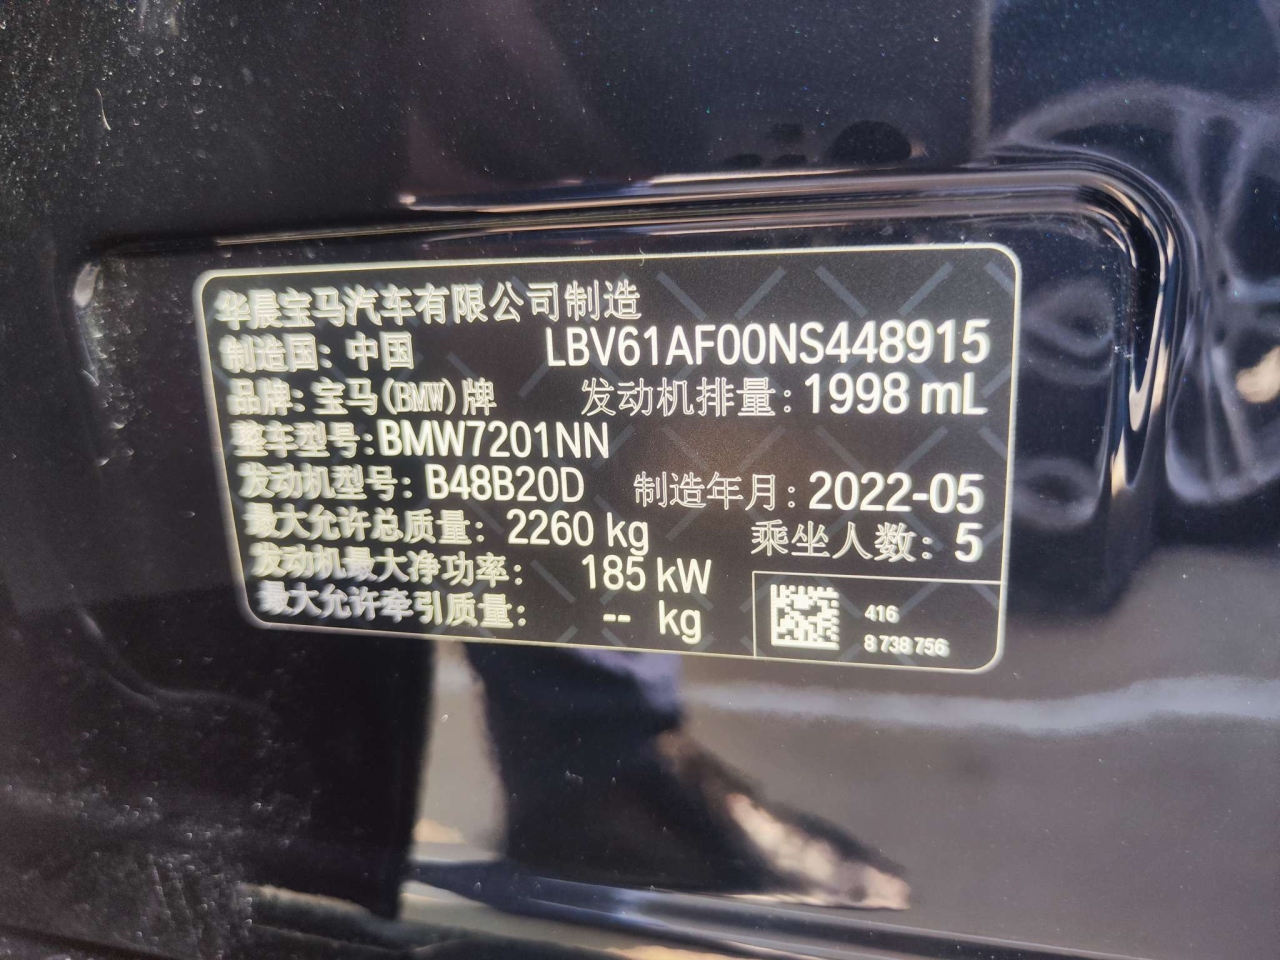 华晨宝马汽车有限公司制造
制造国: 中国 LBV61AF00NS448915
品牌: 宝马(BMW)牌 发动机排量: 1998 mL
整车型号: BMW7201NN
发动机型号: B48B20D 制造年月: 2022-05
最大允许总质量: 2260 kg 乘坐人数: 5
发动机最大净功率: 185 kW
最大允许牵引质量: -- kg
416
8 738 756